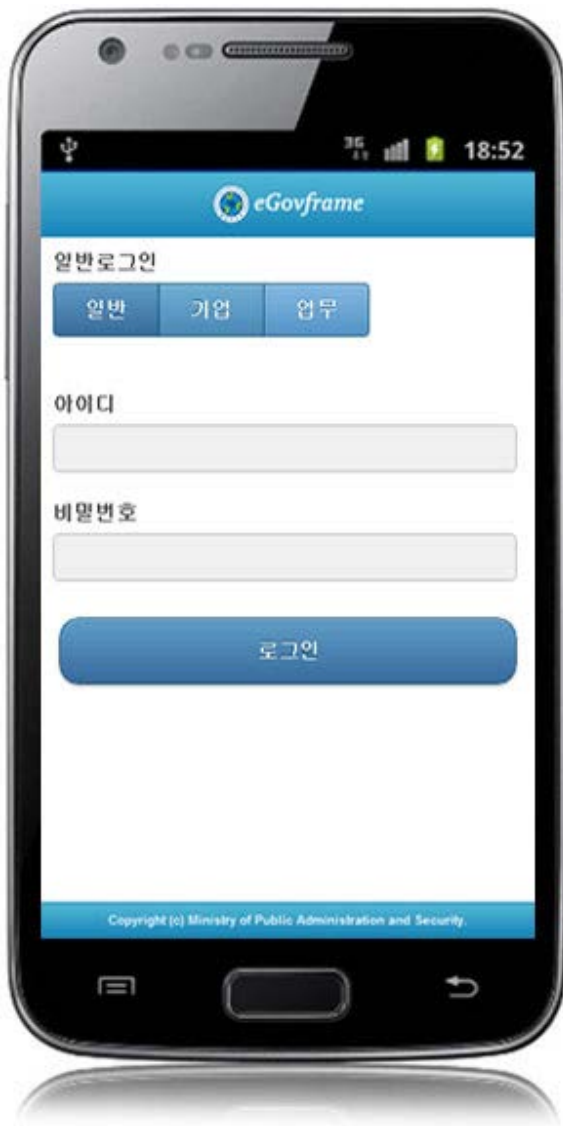 3G
18:52
eGovframe
일반로그인
일반 기업 업무
아이디
비밀번호
로그인
Copyright (c) Ministry of Public Administration and Security.